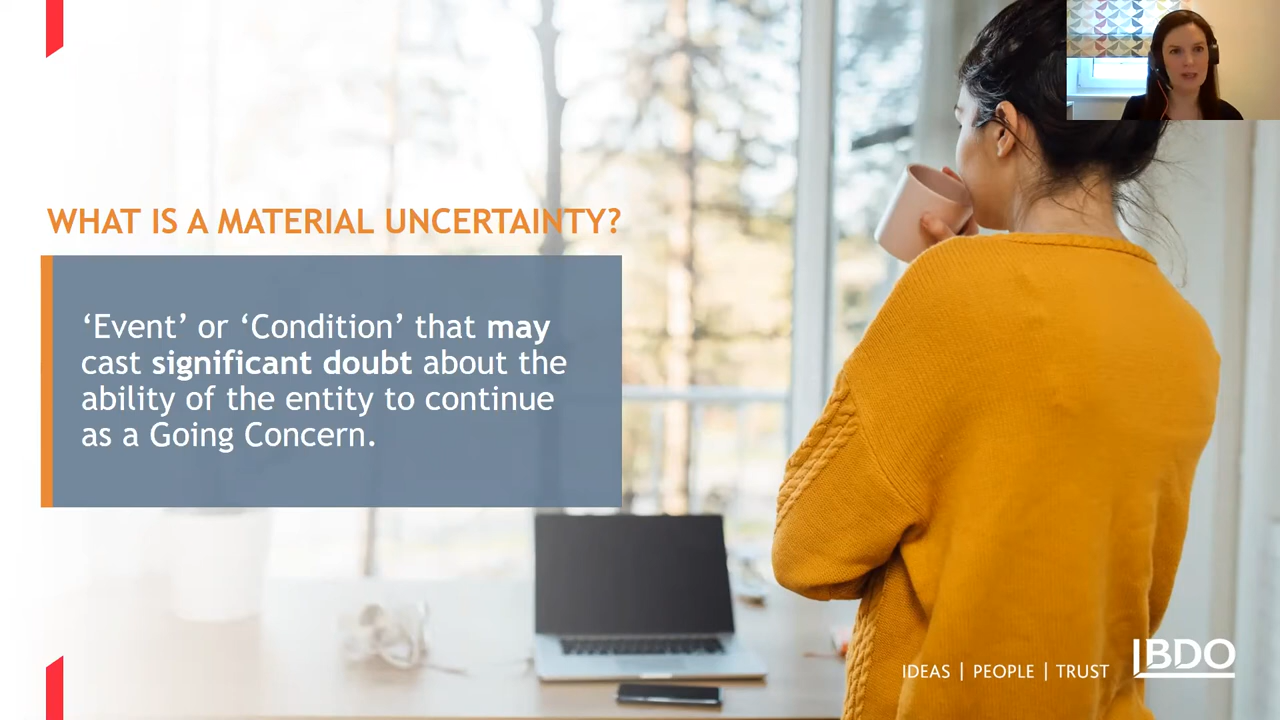 WHAT IS A MATERIAL UNCERTAINTY?
‘Event’ or ‘Condition’ that may
cast significant doubt about the
ability of the entity to continue
as a Going Concern.
IDEAS | PEOPLE | TRUST
BDO